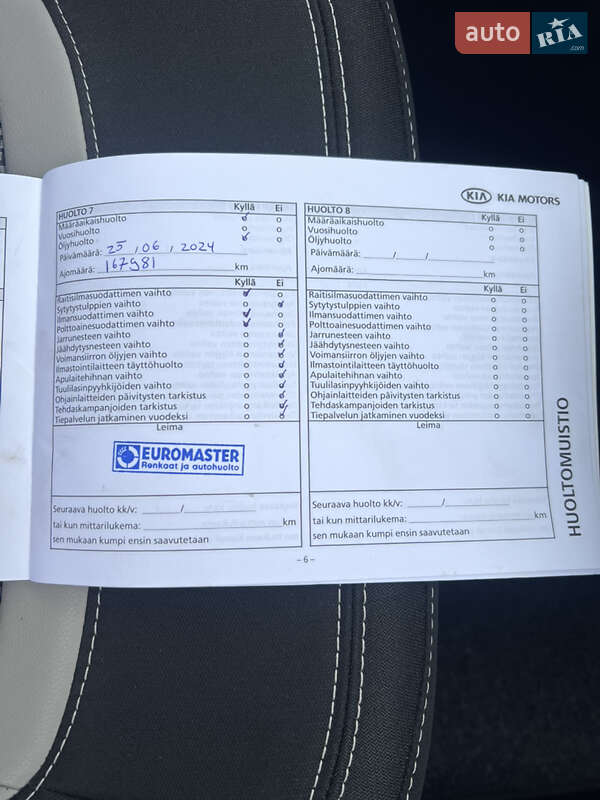 auto RIA .com
KIA KIA MOTORS
HUOLTO 7 Kyllä Ei
Määräaikaishuolto
Vuosihuolto
Öljyhuolto
Päivämäärä: 25, 06, 2024
Ajomäärä: 167981 km
Kyllä Ei
Raitisilmasuodattimen vaihto
Sytytystulppien vaihto
Ilmansuodattimen vaihto
Polttoainesuodattimen vaihto
Jarrunesteen vaihto
Jäähdytysnesteen vaihto
Voimansiirron öljyjen vaihto
Ilmastointilaitteen täyttöhuolto
Apulaitehihnan vaihto
Tuulilasinpyyhkijöiden vaihto
Ohjainlaitteiden päivitysten tarkistus
Tehdaskampanjoiden tarkistus
Tiepalvelun jatkaminen vuodeksi
Leima
EUROMASTER
Renkaat ja autohuolto
Seuraava huolto kk/v: /
tai kun mittarilukema: km
sen mukaan kumpi ensin saavutetaan
HUOLTO 8 Kyllä Ei
Määräaikaishuolto
Vuosihuolto
Öljyhuolto
Päivämäärä: / /
Ajomäärä: km
Kyllä Ei
Raitisilmasuodattimen vaihto
Sytytystulppien vaihto
Ilmansuodattimen vaihto
Polttoainesuodattimen vaihto
Jarrunesteen vaihto
Jäähdytysnesteen vaihto
Voimansiirron öljyjen vaihto
Ilmastointilaitteen täyttöhuolto
Apulaitehihnan vaihto
Tuulilasinpyyhkijöiden vaihto
Ohjainlaitteiden päivitysten tarkistus
Tehdaskampanjoiden tarkistus
Tiepalvelun jatkaminen vuodeksi
Leima
Seuraava huolto kk/v: /
tai kun mittarilukema: km
sen mukaan kumpi ensin saavutetaan
HUOLTOMUISTIO
– 6 –